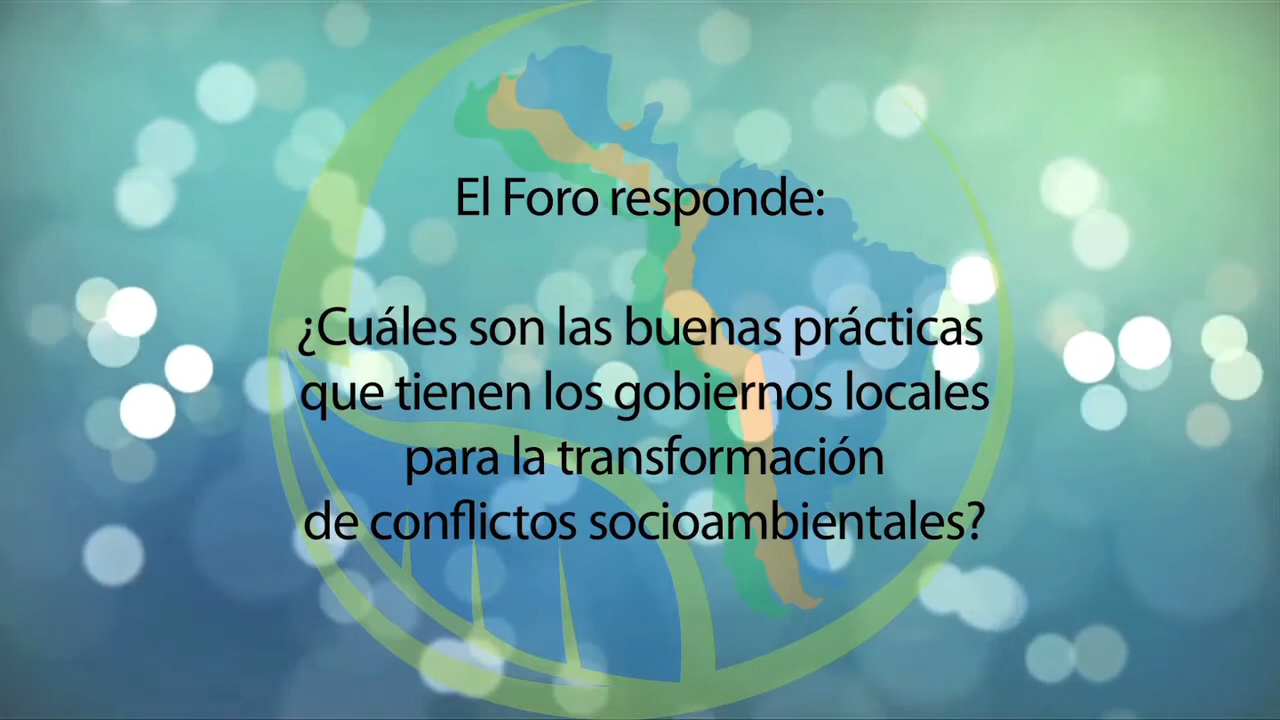 El Foro responde:
¿Cuáles son las buenas prácticas
que tienen los gobiernos locales
para la transformación
de conflictos socioambientales?